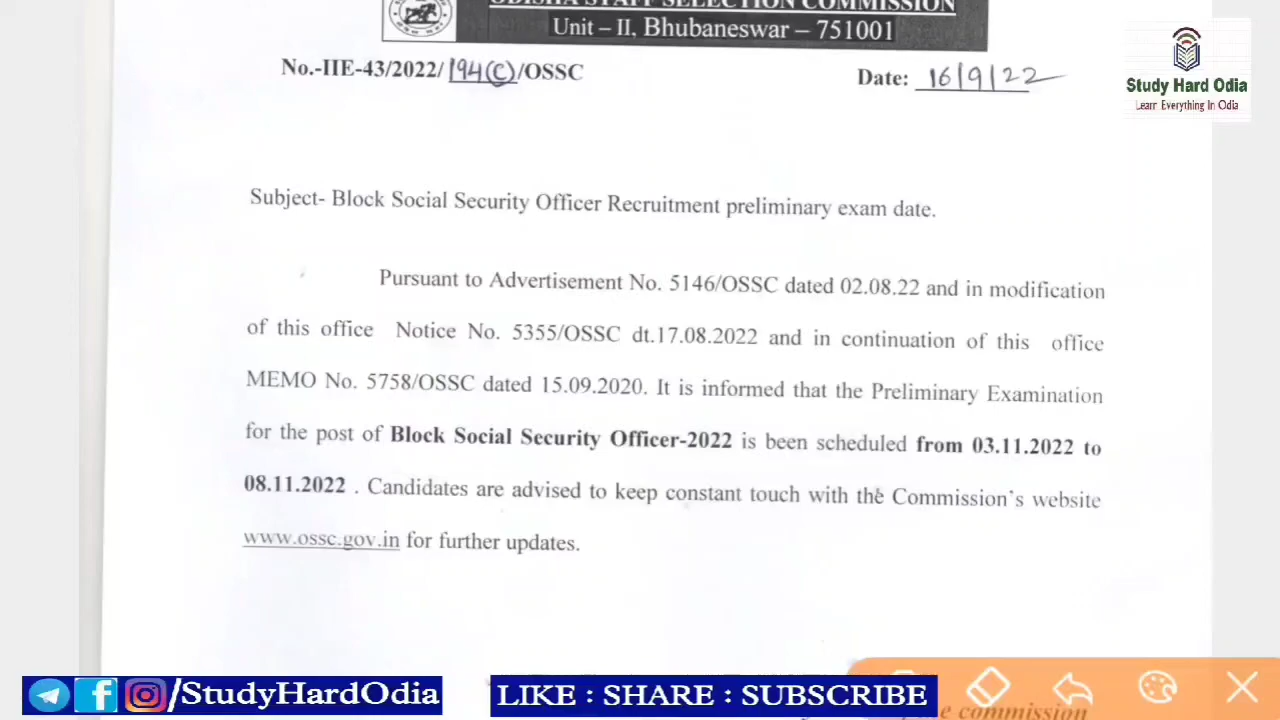 ODISHA STAFF SELECTION COMMISSION
Unit – II, Bhubaneswar – 751001
No.-IIE-43/2022/194(C)/OSSC
Date: 16/9/22
Study Hard Odia
Learn Everything In Odia
Subject- Block Social Security Officer Recruitment preliminary exam date.
Pursuant to Advertisement No. 5146/OSSC dated 02.08.22 and in modification
of this office Notice No. 5355/OSSC dt.17.08.2022 and in continuation of this office
MEMO No. 5758/OSSC dated 15.09.2020. It is informed that the Preliminary Examination
for the post of Block Social Security Officer-2022 is been scheduled from 03.11.2022 to
08.11.2022 . Candidates are advised to keep constant touch with the Commission's website
www.ossc.gov.in for further updates.
/StudyHardOdia
LIKE : SHARE : SUBSCRIBE
commission